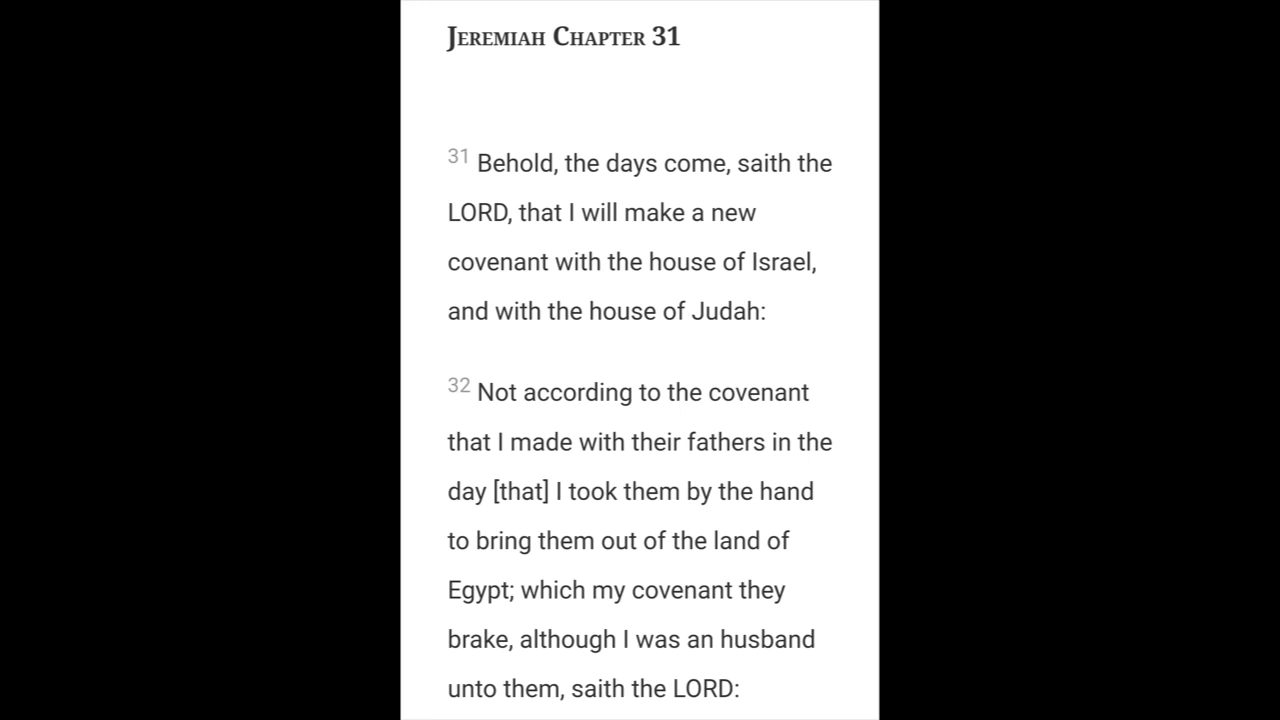 Jeremiah Chapter 31
31 Behold, the days come, saith the
LORD, that I will make a new
covenant with the house of Israel,
and with the house of Judah:
32 Not according to the covenant
that I made with their fathers in the
day [that] I took them by the hand
to bring them out of the land of
Egypt; which my covenant they
brake, although I was an husband
unto them, saith the LORD: